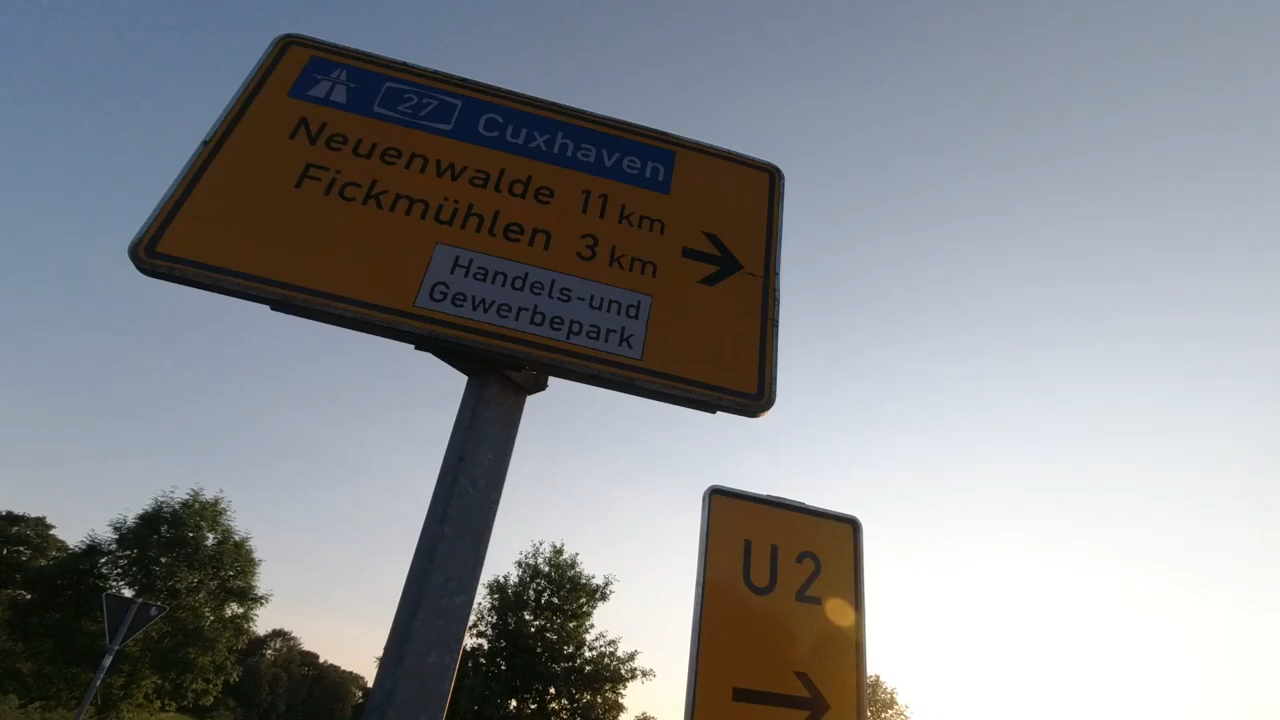 27 Cuxhaven
Neuenwalde 11 km
Fickmühlen 3 km
Handels-und
Gewerbepark
U2